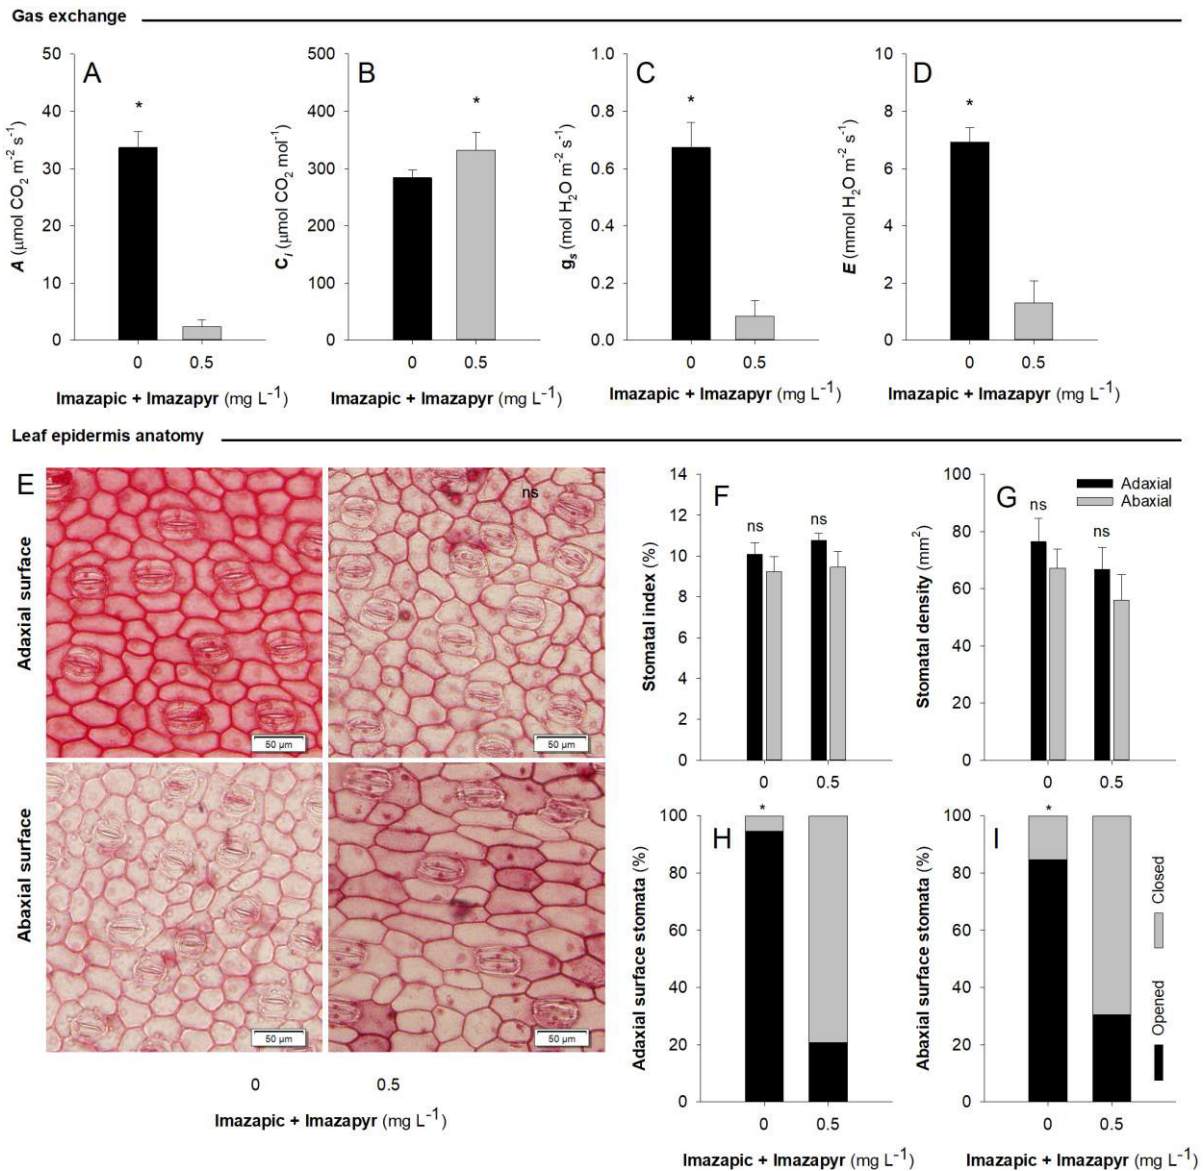 Gas exchange
A
50
40
30
20
10
0
A (µmol CO2 m-2 s-1)
*
0
0.5
Imazapic + Imazapyr (mg L-1)
B
500
400
300
200
100
0
Ci (µmol CO2 mol-1)
*
0
0.5
Imazapic + Imazapyr (mg L-1)
C
1.0
0.8
0.6
0.4
0.2
0.0
gs (mol H2O m-2 s-1)
*
0
0.5
Imazapic + Imazapyr (mg L-1)
D
10
8
6
4
2
0
E (mmol H2O m-2 s-1)
*
0
0.5
Imazapic + Imazapyr (mg L-1)
Leaf epidermis anatomy
E
ns
Adaxial surface
50 µm
50 µm
Abaxial surface
50 µm
50 µm
0
0.5
Imazapic + Imazapyr (mg L-1)
F
14
12
10
8
6
4
2
0
Stomatal index (%)
ns
ns
0
0.5
G
100
80
60
40
20
0
Stomatal density (mm2)
Adaxial
Abaxial
ns
ns
0
0.5
H
100
80
60
40
20
0
Adaxial surface stomata (%)
*
0
0.5
Imazapic + Imazapyr (mg L-1)
I
100
80
60
40
20
0
Abaxial surface stomata (%)
*
Closed
Opened
0
0.5
Imazapic + Imazapyr (mg L-1)